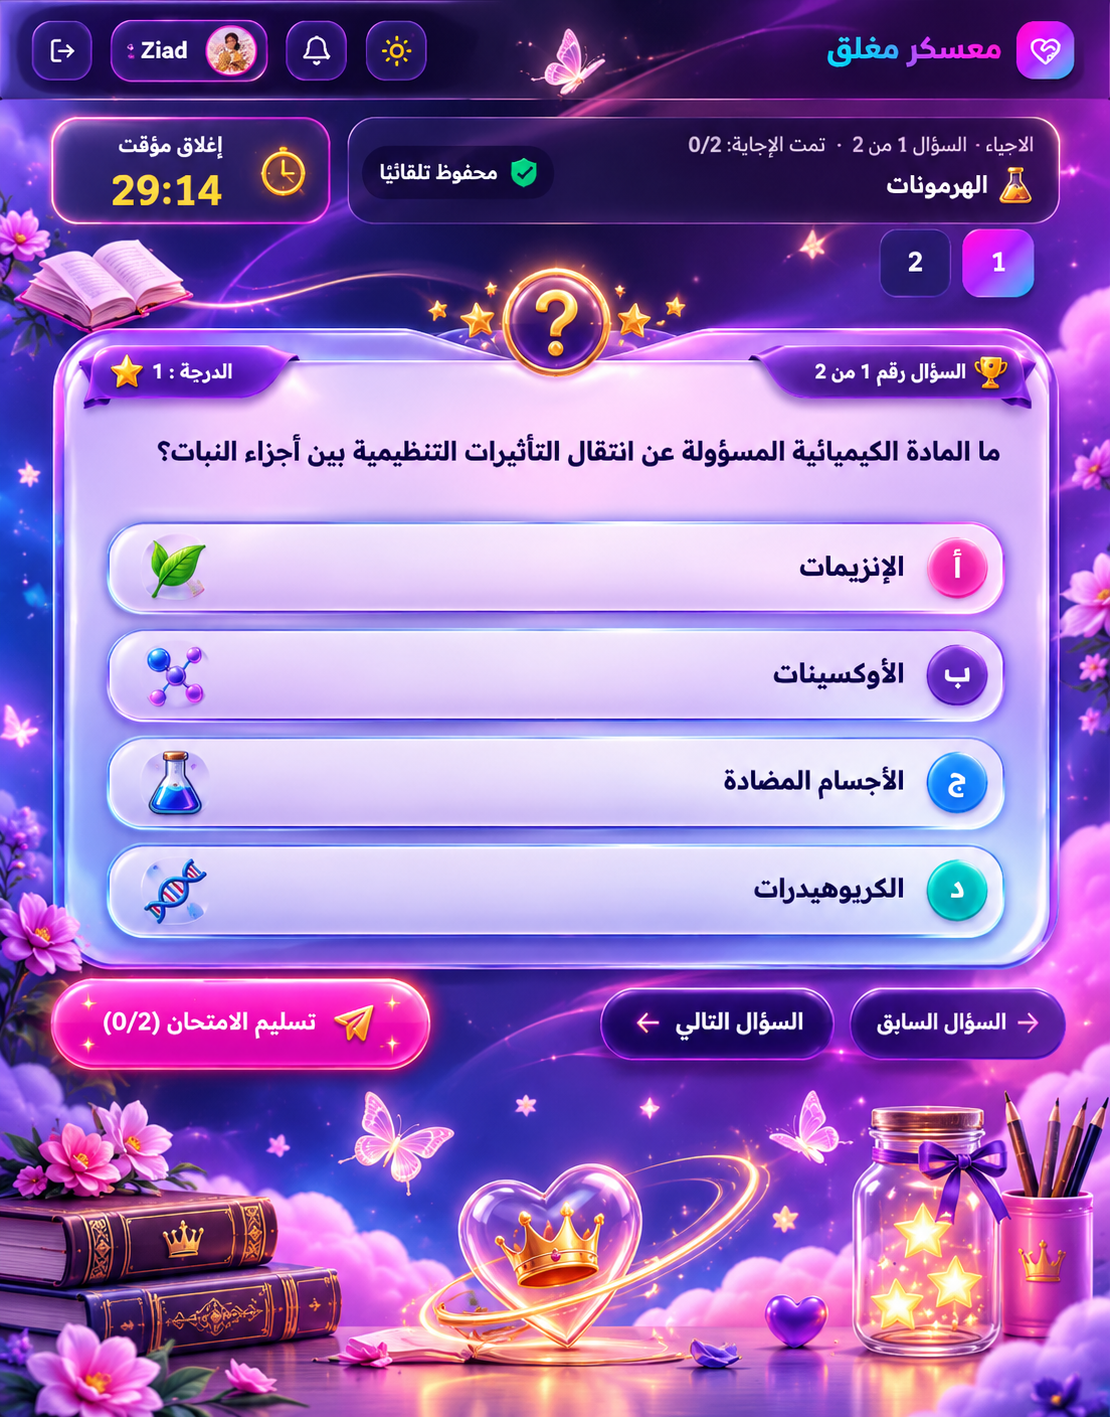 معسكر مغلق
Ziad
الاحياء · السؤال 1 من 2 · تمت الإجابة: 0/2
الهرمونات
محفوظ تلقائيًا
إغلاق مؤقت
29:14
1
2
السؤال رقم 1 من 2
الدرجة : 1
ما المادة الكيميائية المسؤولة عن انتقال التأثيرات التنظيمية بين أجزاء النبات؟
أ الإنزيمات
ب الأوكسينات
ج الأجسام المضادة
د الكريوهيدرات
السؤال السابق
السؤال التالي
تسليم الامتحان (0/2)